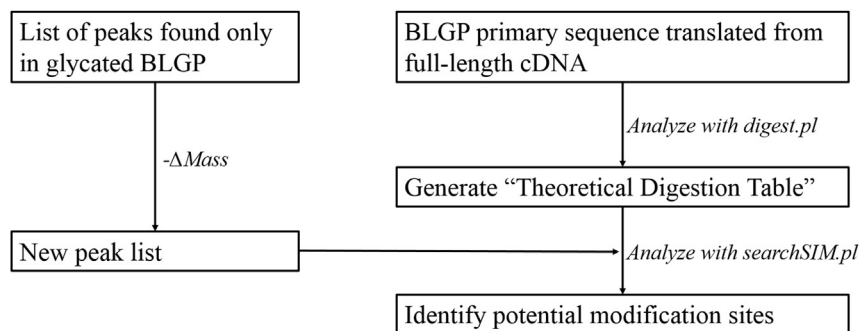 List of peaks found only
in glycated BLGP
BLGP primary sequence translated from
full-length cDNA
-ΔMass
Analyze with digest.pl
Generate “Theoretical Digestion Table”
New peak list
Analyze with searchSIM.pl
Identify potential modification sites